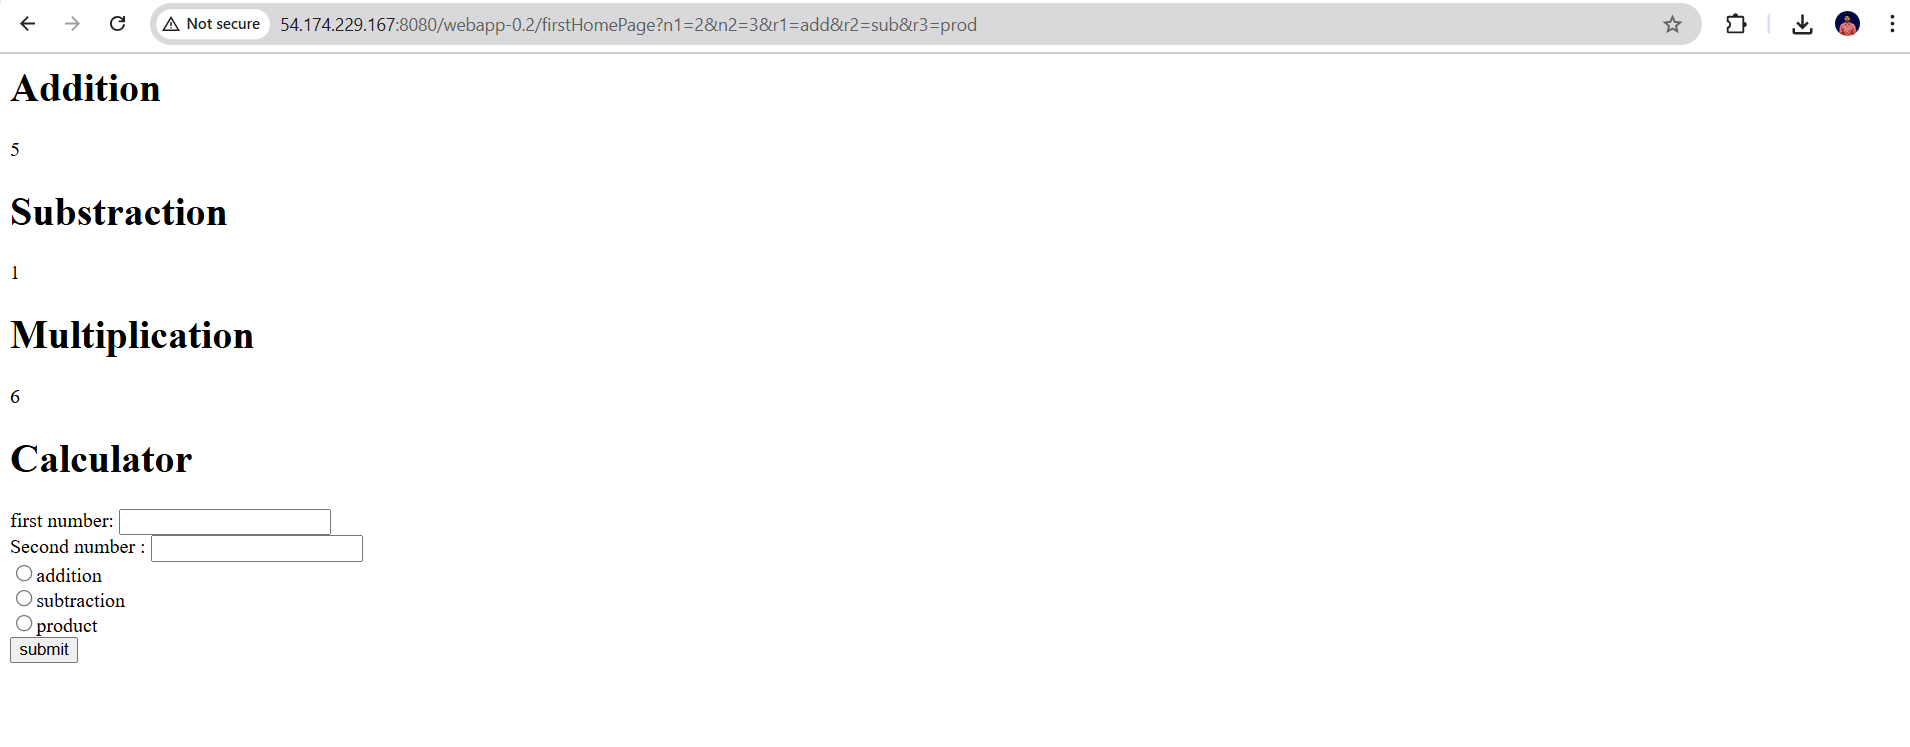 Not secure 54.174.229.167:8080/webapp-0.2/firstHomePage?n1=2&n2=3&r1=add&r2=sub&r3=prod
Addition
5
Substraction
1
Multiplication
6
Calculator
first number:
Second number :
addition
subtraction
product
submit